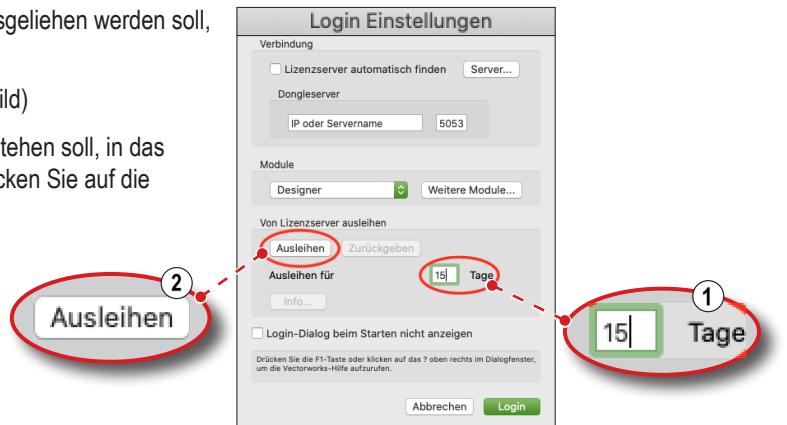 sgeliehen werden soll,
ild)
tehen soll, in das
cken Sie auf die
Login Einstellungen
Verbindung
Lizenzserver automatisch finden Server...
Dongleserver
IP oder Servername 5053
Module
Designer Weitere Module...
Von Lizenzserver ausleihen
Ausleihen Zurückgeben
Ausleihen für 15 Tage
Info...
Login-Dialog beim Starten nicht anzeigen
Drücken Sie die F1-Taste oder klicken auf das ? oben rechts im Dialogfenster,
um die Vectorworks-Hilfe aufzurufen.
Abbrechen Login
2
Ausleihen
1
15 Tage